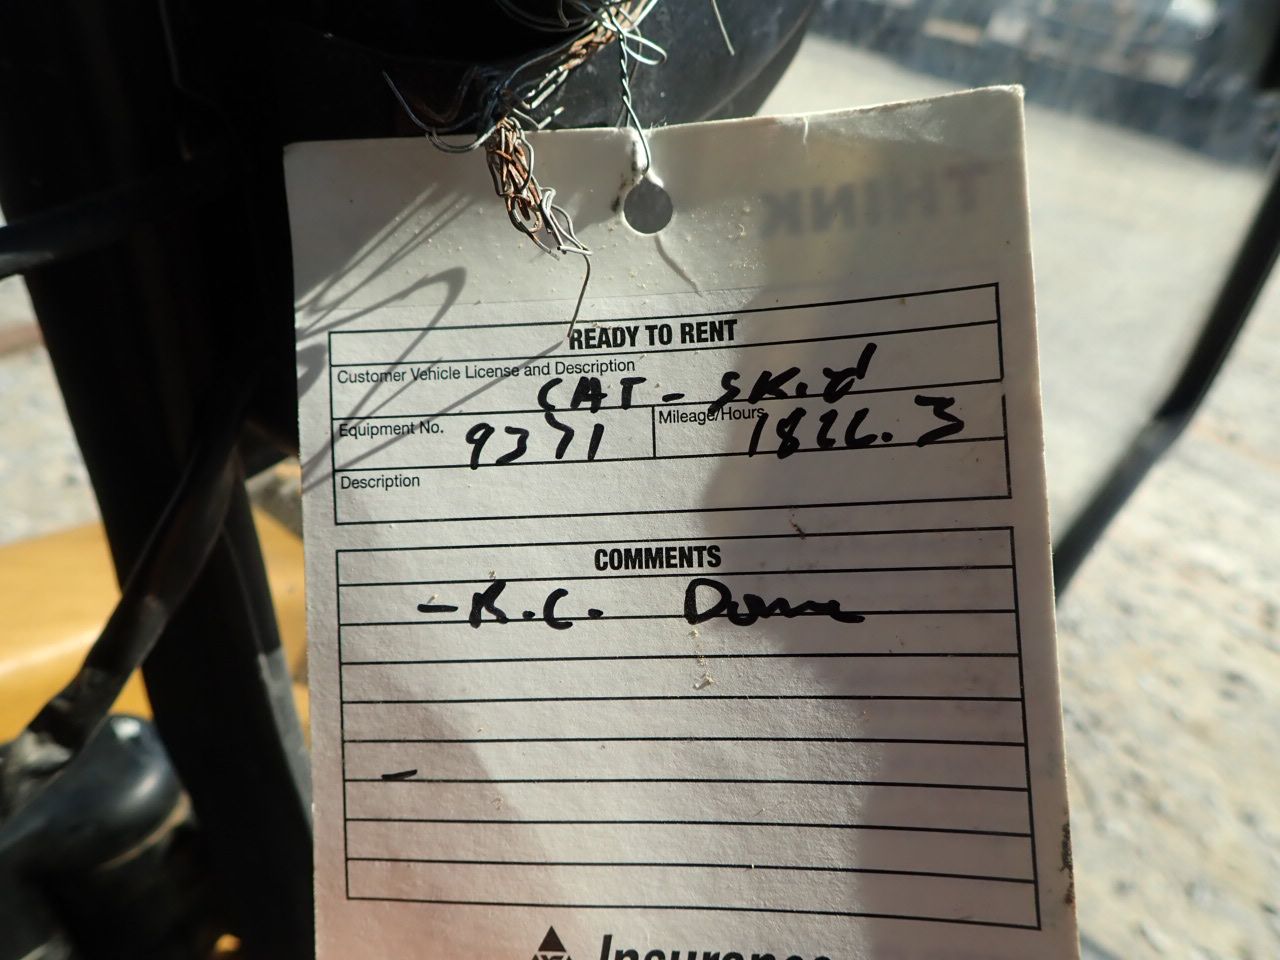 THINK
READY TO RENT
Customer Vehicle License and Description
CAT - Skid
Equipment No. 9371 Mileage/Hours 1826.3
Description
COMMENTS
- R.C. Done
-
Insurance